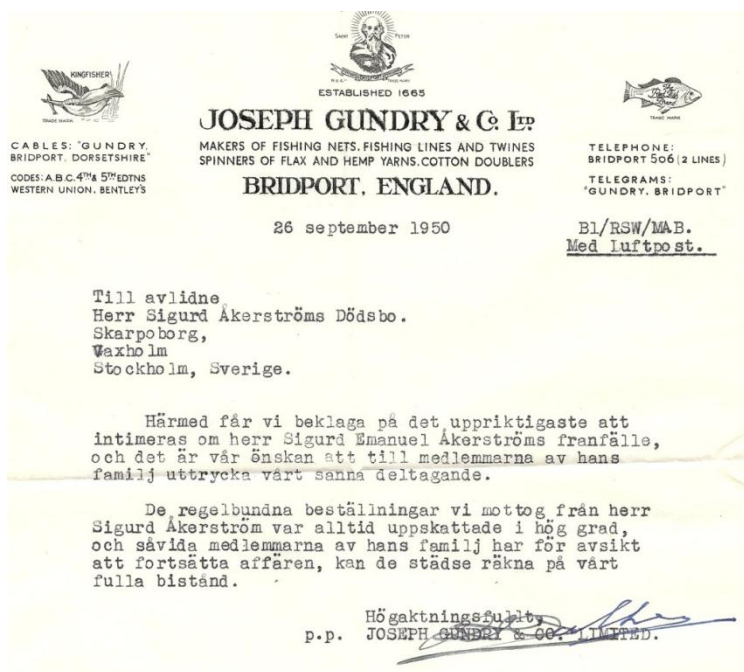 SAINT PETER
REG. TRADE MARK
ESTABLISHED 1665
KINGFISHER
TRADE MARK
TRADE MARK
JOSEPH GUNDRY & Co. LTD
MAKERS OF FISHING NETS. FISHING LINES AND TWINES
SPINNERS OF FLAX AND HEMP YARNS. COTTON DOUBLERS
BRIDPORT, ENGLAND.
CABLES: "GUNDRY,
BRIDPORT, DORSETSHIRE"
CODES: A.B.C. 4TH & 5TH EDTNS
WESTERN UNION, BENTLEY'S
TELEPHONE:
BRIDPORT 506 (2 LINES)
TELEGRAMS:
"GUNDRY, BRIDPORT"
26 september 1950
B1/RSW/MAB.
Med Luftpost.
Till avlidne
Herr Sigurd Åkerströms Dödsbo.
Skarpoborg,
Vaxholm
Stockholm, Sverige.
Härmed får vi beklaga på det uppriktigaste att
intimeras om herr Sigurd Emanuel Åkerströms franfälle,
och det är vår önskan att till medlemmarna av hans
familj uttrycka vårt sanna deltagande.
De regelbundna beställningar vi mottog från herr
Sigurd Åkerström var alltid uppskattade i hög grad,
och såvida medlemmarna av hans familj har för avsikt
att fortsätta affären, kan de städse räkna på vårt
fulla bistånd.
Högaktningsfullt,
p.p. JOSEPH GUNDRY & CO. LIMITED.